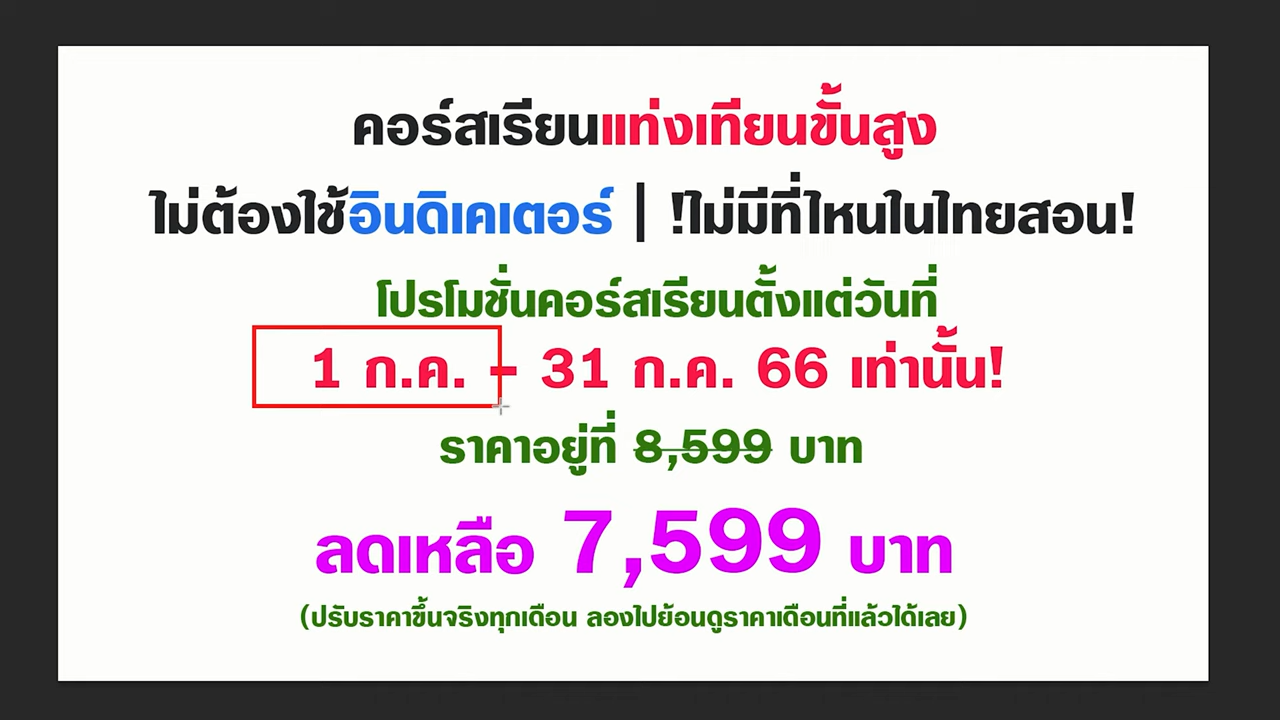 คอร์สเรียนแท่งเทียนขั้นสูง
ไม่ต้องใช้อินดิเคเตอร์ | !ไม่มีที่ไหนในไทยสอน!
โปรโมชั่นคอร์สเรียนตั้งแต่วันที่
1 ก.ค. - 31 ก.ค. 66 เท่านั้น!
ราคาอยู่ที่ 8,599 บาท
ลดเหลือ 7,599 บาท
(ปรับราคาขึ้นจริงทุกเดือน ลองไปย้อนดูราคาเดือนที่แล้วได้เลย)